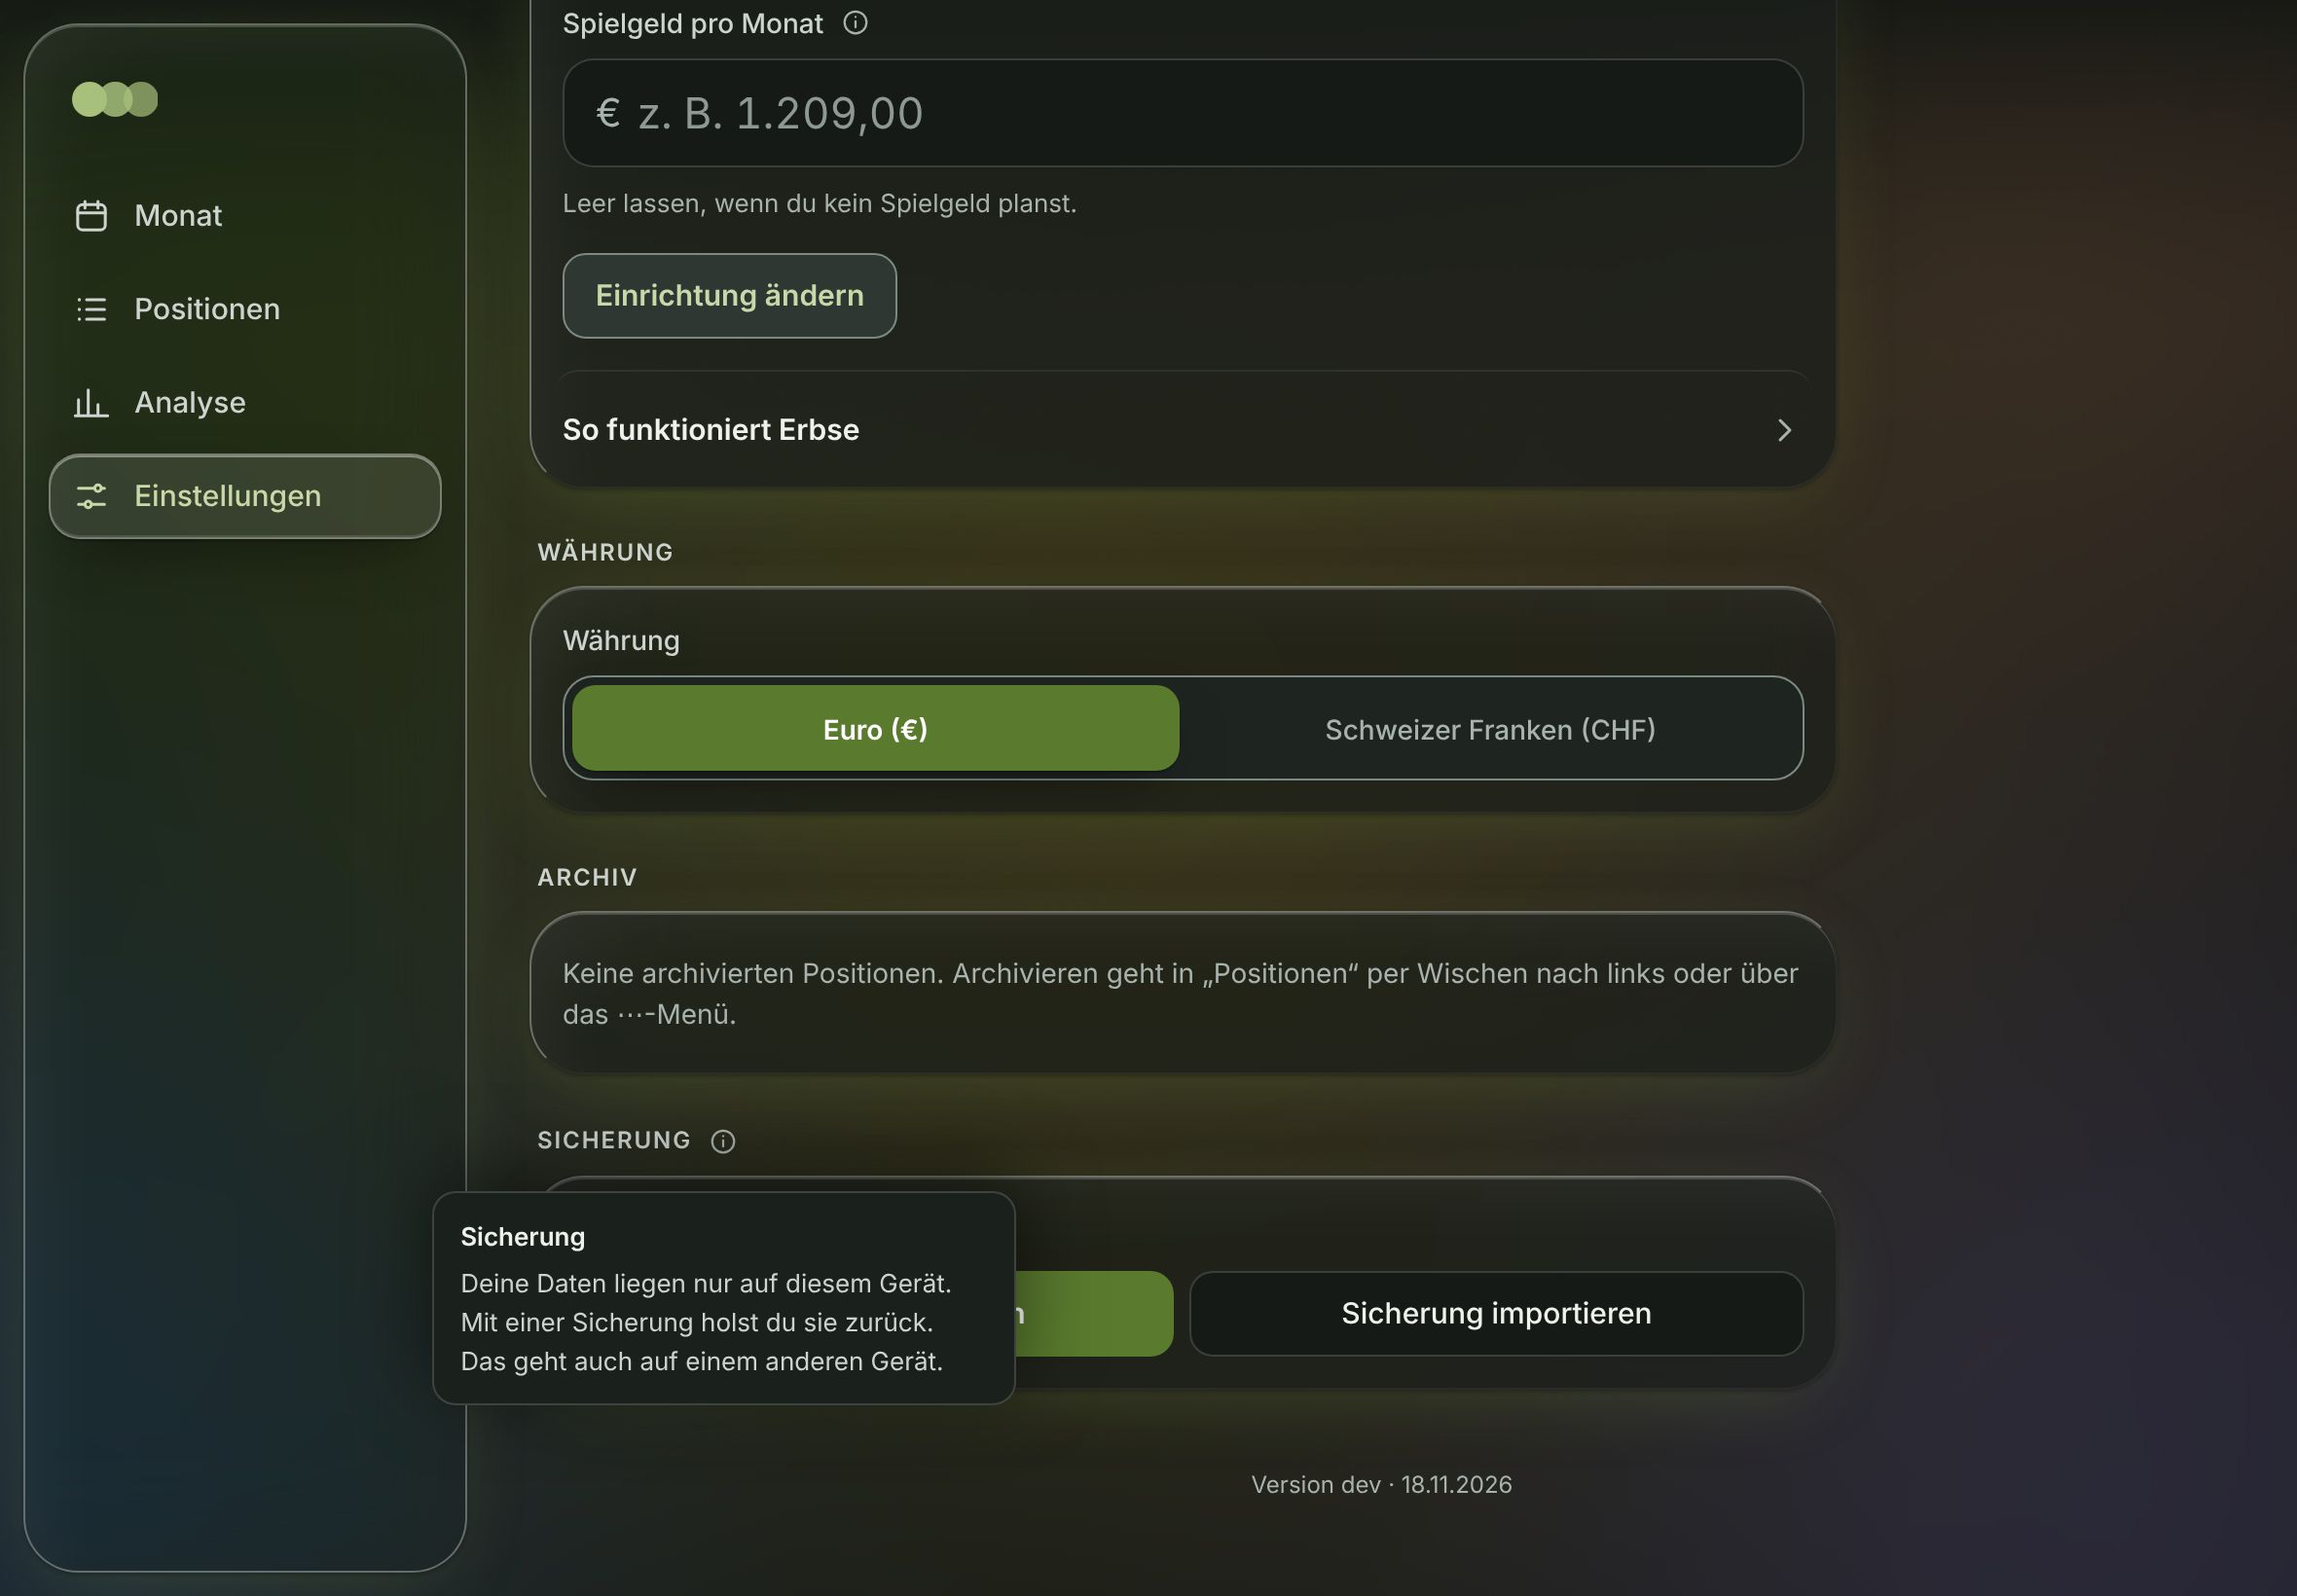 Spielgeld pro Monat
€ z. B. 1.209,00
Leer lassen, wenn du kein Spielgeld planst.
Einrichtung ändern
So funktioniert Erbse
Monat
Positionen
Analyse
Einstellungen
WÄHRUNG
Währung
Euro (€)
Schweizer Franken (CHF)
ARCHIV
Keine archivierten Positionen. Archivieren geht in „Positionen“ per Wischen nach links oder über
das ···-Menü.
SICHERUNG
Sicherung
Deine Daten liegen nur auf diesem Gerät.
Mit einer Sicherung holst du sie zurück.
Das geht auch auf einem anderen Gerät.
Sicherung importieren
Version dev · 18.11.2026